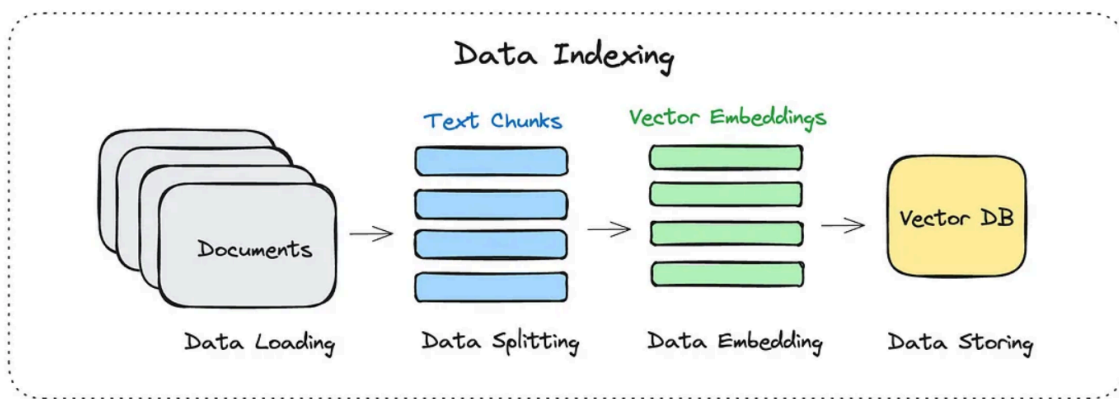 Data Indexing
Text Chunks
Vector Embeddings
Documents
Vector DB
Data Loading
Data Splitting
Data Embedding
Data Storing